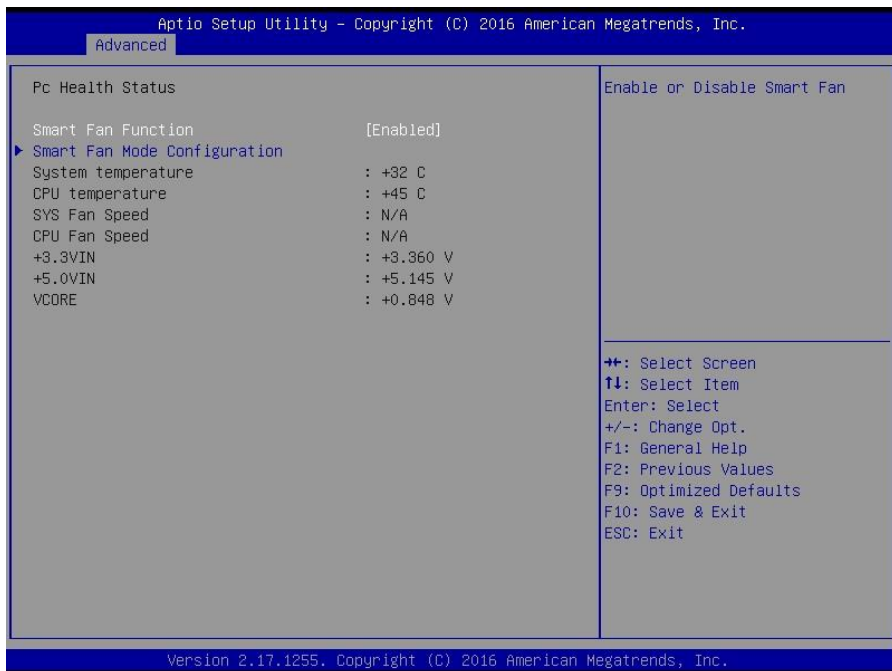 Aptio Setup Utility – Copyright (C) 2016 American Megatrends, Inc.
Advanced
Pc Health Status
Smart Fan Function [Enabled]
▶ Smart Fan Mode Configuration
System temperature : +32 C
CPU temperature : +45 C
SYS Fan Speed : N/A
CPU Fan Speed : N/A
+3.3VIN : +3.360 V
+5.0VIN : +5.145 V
VCORE : +0.848 V
Enable or Disable Smart Fan
→←: Select Screen
↑↓: Select Item
Enter: Select
+/-: Change Opt.
F1: General Help
F2: Previous Values
F9: Optimized Defaults
F10: Save & Exit
ESC: Exit
Version 2.17.1255. Copyright (C) 2016 American Megatrends, Inc.